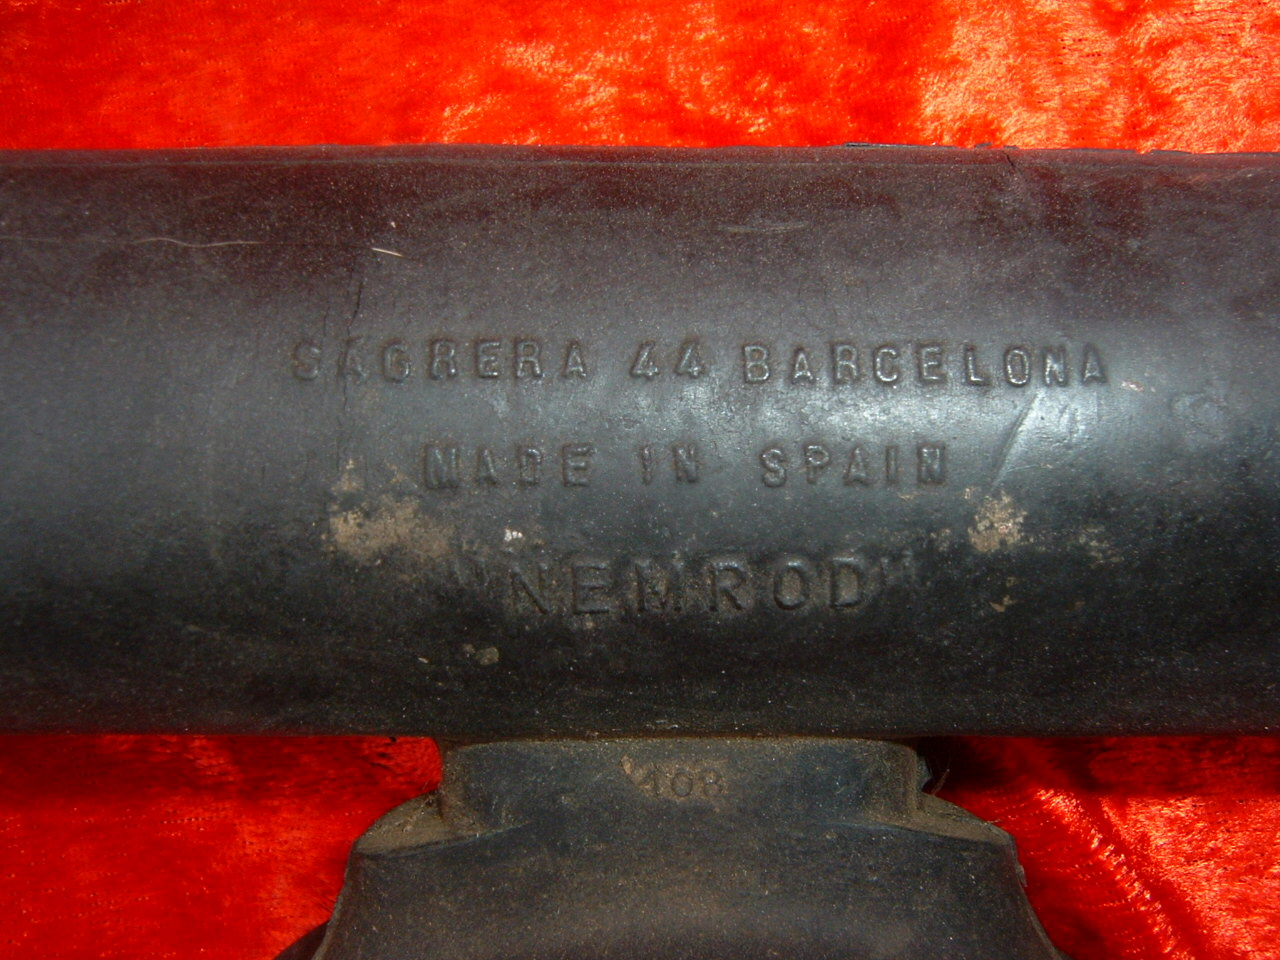 SAGRERA 44 BARCELONA
MADE IN SPAIN
"NEMROD"
108